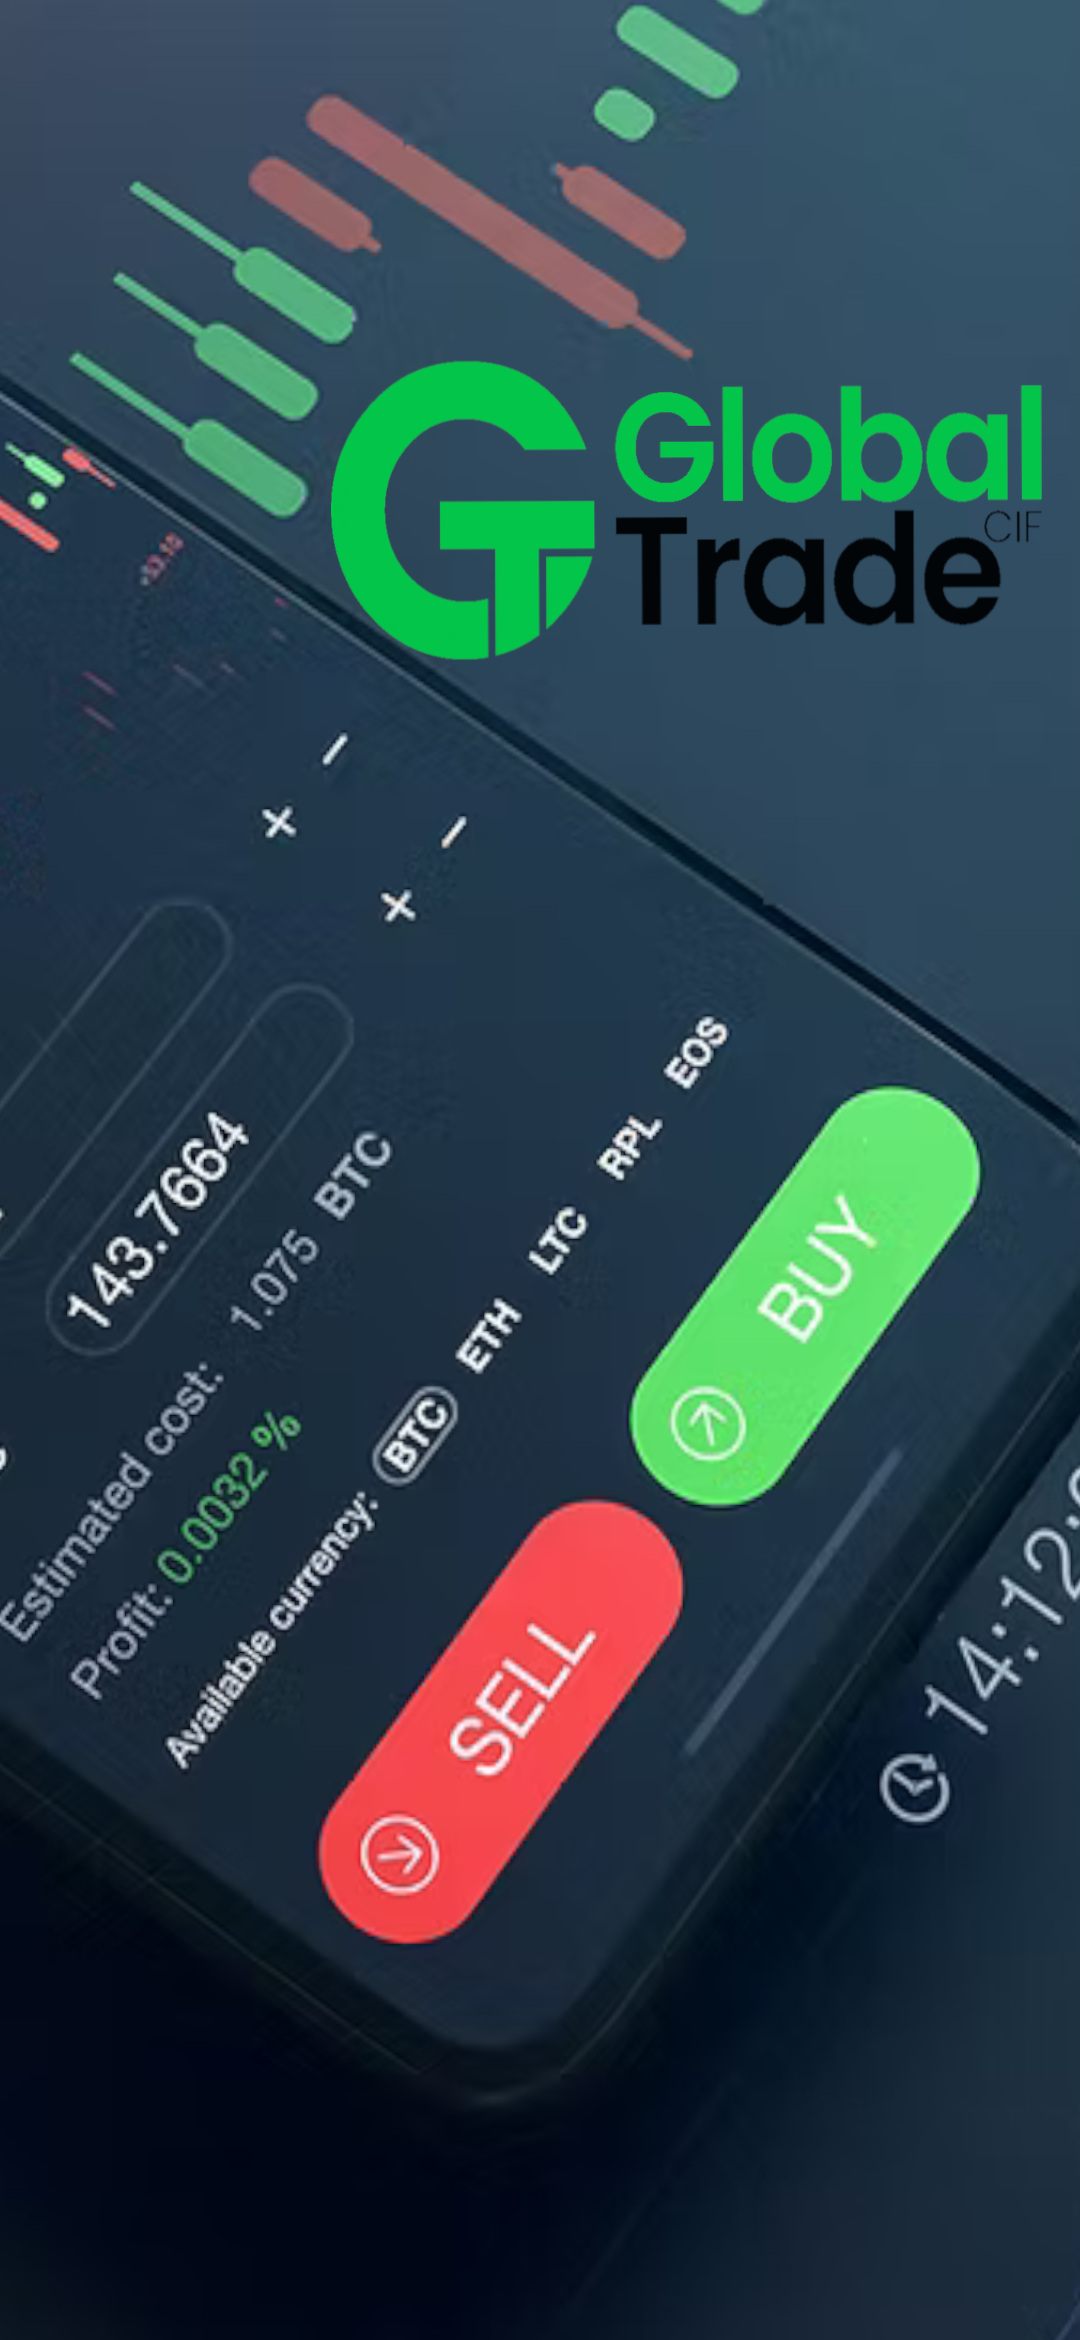 Global
Trade
CIF
143.7664
Estimated cost: 1.075 BTC
Profit: 0.0032 %
Available currency: BTC ETH LTC RPL EOS
SELL
BUY
14:12: